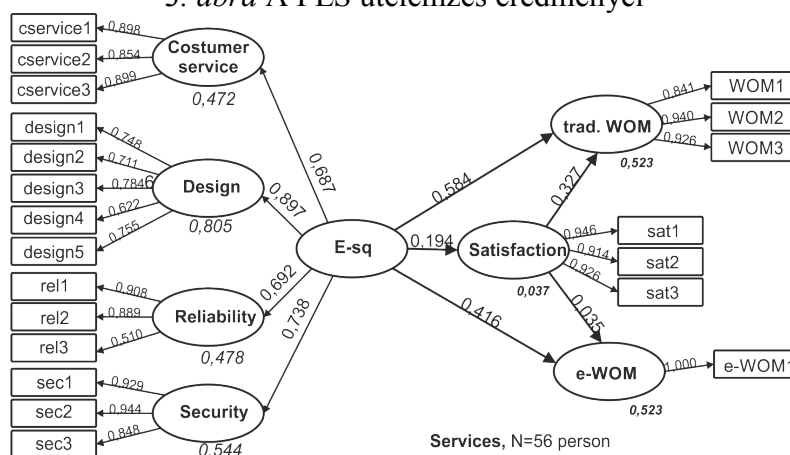 3. ábra A PLS útelemzés eredményei
cservice1
0,898
Costumer
service
cservice2
0,854
cservice3
0,899
0,472
design1
0,748
design2
0,711
design3
0,784
Design
design4
0,622
0,805
design5
0,755
rel1
0,908
rel2
0,889
Reliability
rel3
0,510
0,478
sec1
0,929
sec2
0,944
Security
sec3
0,848
0,544
0,687
0,897
0,692
0,738
E-sq
0,584
0,194
0,416
trad. WOM
0,523
0,841
WOM1
0,940
WOM2
0,926
WOM3
0,327
Satisfaction
0,037
0,946
sat1
0,914
sat2
0,926
sat3
0,035
e-WOM
0,523
1,000
e-WOM1
Services, N=56 person